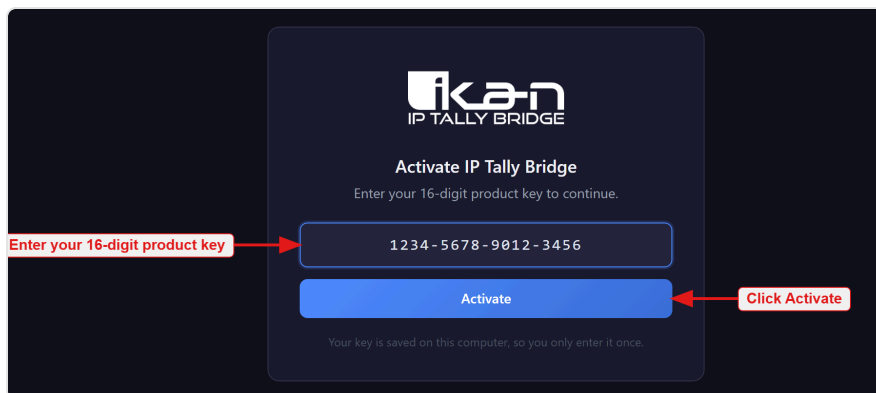 ikan
IP TALLY BRIDGE
Activate IP Tally Bridge
Enter your 16-digit product key to continue.
Enter your 16-digit product key
1234-5678-9012-3456
Activate
Click Activate
Your key is saved on this computer, so you only enter it once.